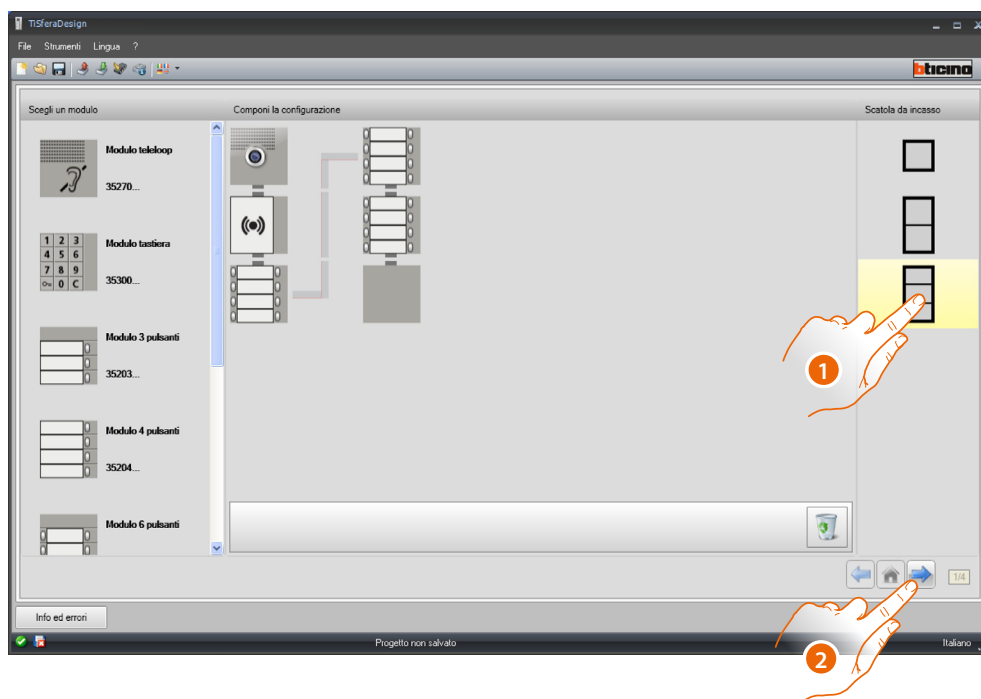 TiSferaDesign
File Strumenti Lingua ?
bticino
Scegli un modulo
Componi la configurazione
Scatola da incasso
Modulo teleloop
35270...
1 2 3
4 5 6
7 8 9
0 C
Modulo tastiera
35300...
Modulo 3 pulsanti
35203...
Modulo 4 pulsanti
35204...
Modulo 6 pulsanti
1
1/4
Info ed errori
Progetto non salvato
Italiano
2